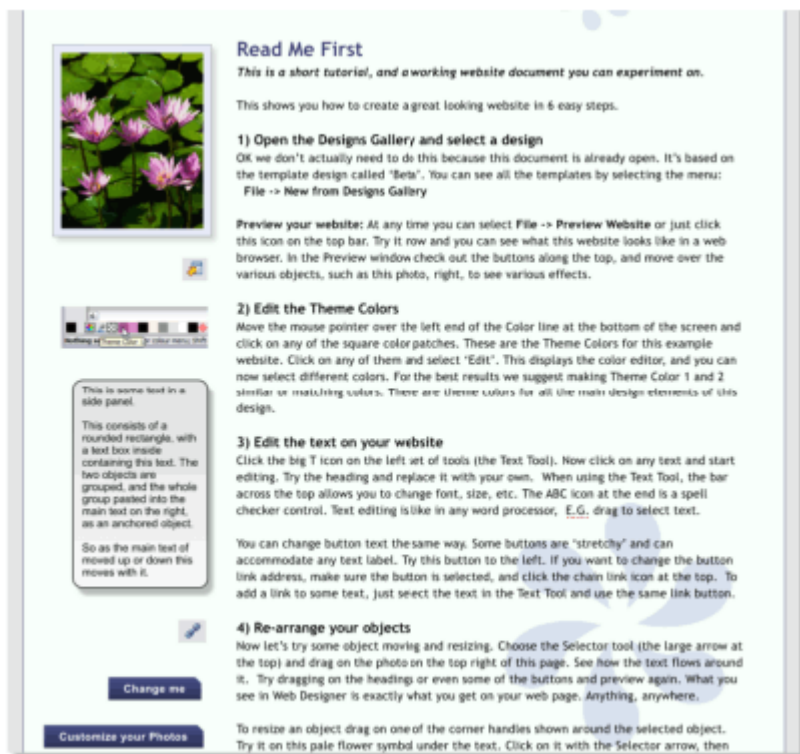 Read Me First
This is a short tutorial, and a working website document you can experiment on.
This shows you how to create a great looking website in 6 easy steps.
1) Open the Designs Gallery and select a design
OK we don't actually need to do this because this document is already open. It's based on
the template design called "Beta". You can see all the templates by selecting the menu:
File -> New from Designs Gallery
Preview your website: At any time you can select File -> Preview Website or just click
this icon on the top bar. Try it now and you can see what this website looks like in a web
browser. In the Preview window check out the buttons along the top, and move over the
various objects, such as this photo, right, to see various effects.
2) Edit the Theme Colors
Move the mouse pointer over the left end of the Color line at the bottom of the screen and
click on any of the square color patches. These are the Theme Colors for this example
website. Click on any of them and select "Edit". This displays the color editor, and you can
now select different colors. For the best results we suggest making Theme Color 1 and 2
similar or matching colors. There are theme colors for all the main design elements of this
design.
Theme Color
or colour menu Shift
This is some text in a
side panel.
This consists of a
rounded rectangle, with
a text box inside
containing this text. The
two objects are
grouped, and the whole
group pasted into the
main text on the right,
as an anchored object.
So as the main text of
moved up or down this
moves with it.
3) Edit the text on your website
Click the big T icon on the left set of tools (the Text Tool). Now click on any text and start
editing. Try the heading and replace it with your own. When using the Text Tool, the bar
across the top allows you to change font, size, etc. The ABC icon at the end is a spell
checker control. Text editing is like in any word processor, E.G. drag to select text.
You can change button text the same way. Some buttons are "stretchy" and can
accommodate any text label. Try this button to the left. If you want to change the button
link address, make sure the button is selected, and click the chain link icon at the top. To
add a link to some text, just select the text in the Text Tool and use the same link button.
4) Re-arrange your objects
Now let's try some object moving and resizing. Choose the Selector tool (the large arrow at
the top) and drag on the photo on the top right of this page. See how the text flows around
it. Try dragging on the headings or even some of the buttons and preview again. What you
see in Web Designer is exactly what you get on your web page. Anything, anywhere.
Change me
Customize your Photos
To resize an object drag on one of the corner handles shown around the selected object.
Try it on this pale flower symbol under the text. Click on it with the Selector arrow, then